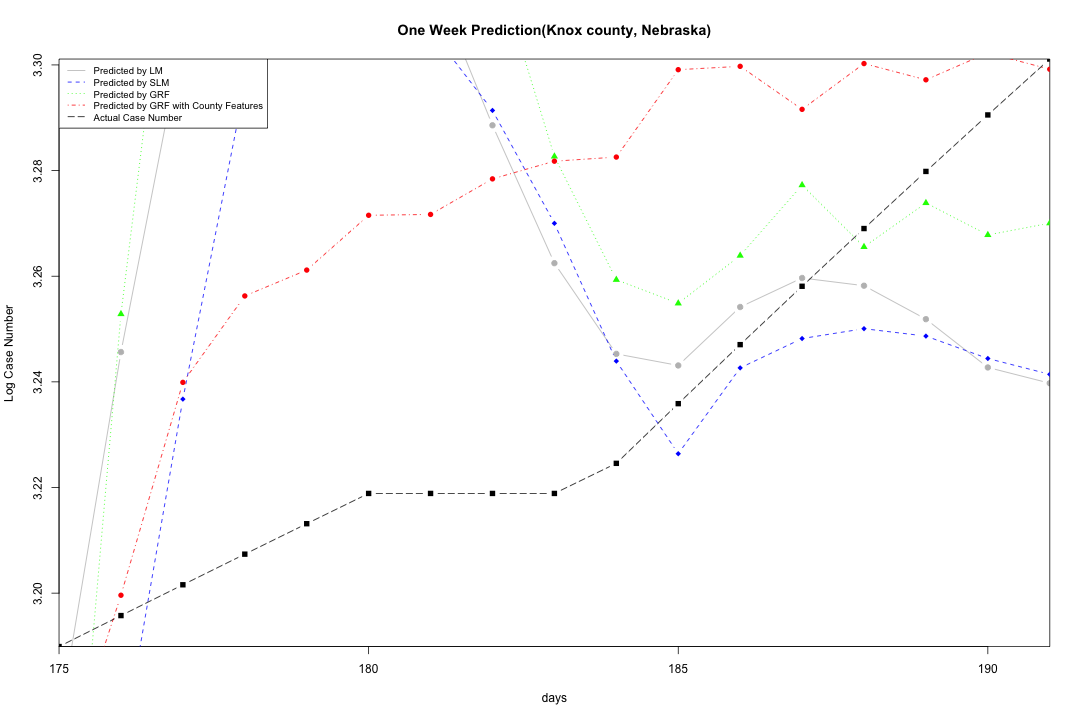 One Week Prediction(Knox county, Nebraska)
Predicted by LM
Predicted by SLM
Predicted by GRF
Predicted by GRF with County Features
Actual Case Number
3.30
3.28
3.26
3.24
3.22
3.20
Log Case Number
175
180
185
190
days